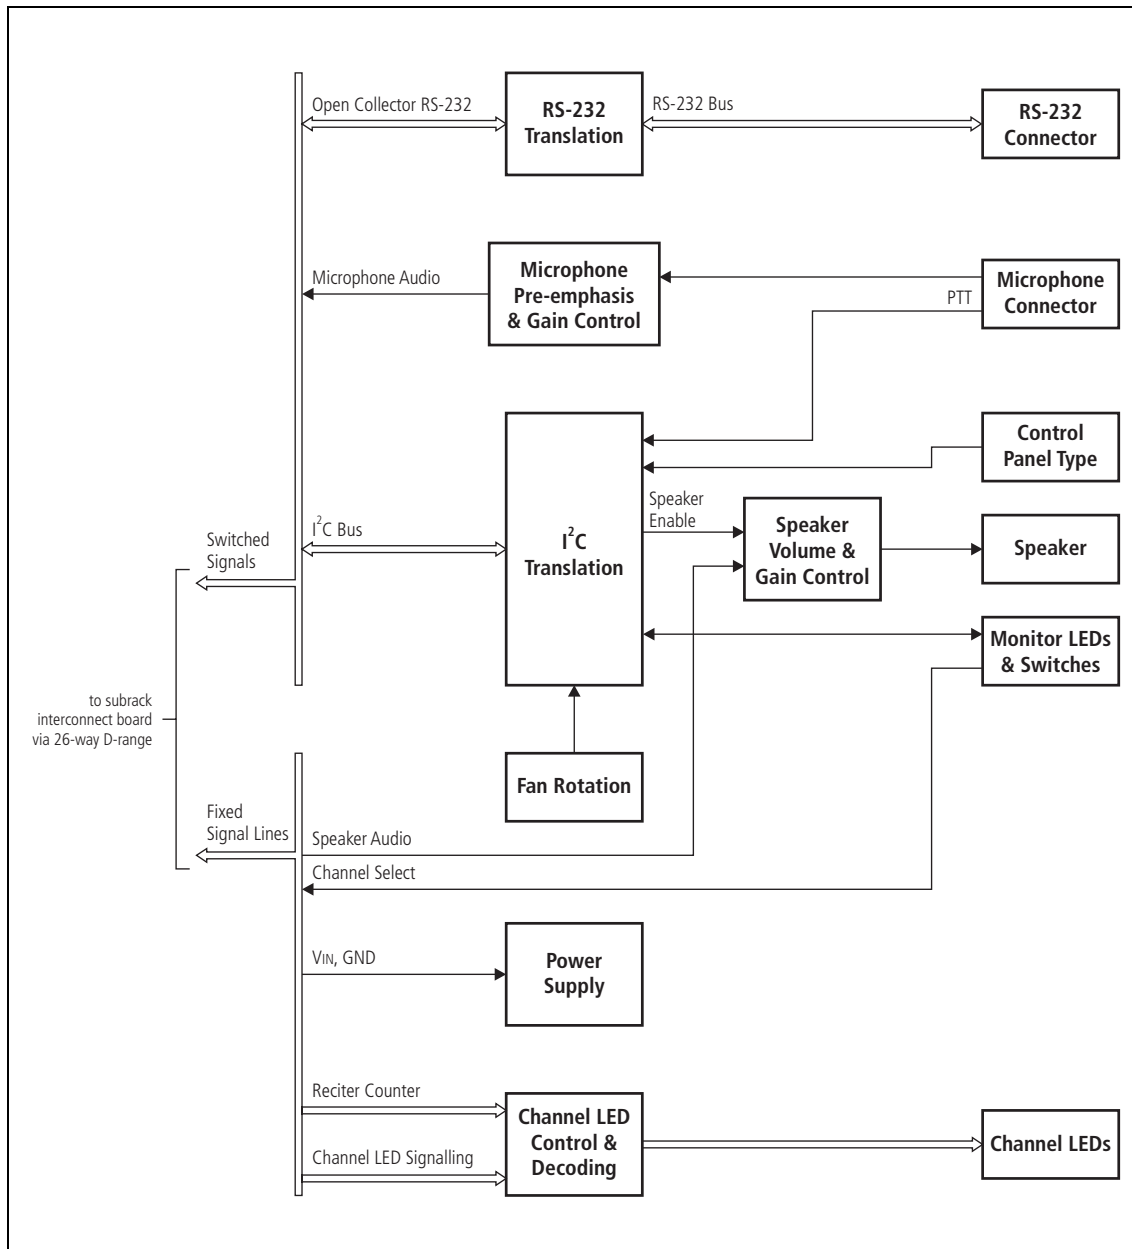 Open Collector RS-232
RS-232
Translation
RS-232 Bus
RS-232
Connector
Microphone Audio
Microphone
Pre-emphasis
& Gain Control
PTT
Microphone
Connector
Control
Panel Type
Switched
Signals
I²C Bus
I²C
Translation
Speaker
Enable
Speaker
Volume &
Gain Control
Speaker
Monitor LEDs
& Switches
to subrack
interconnect board
via 26-way D-range
Fan Rotation
Fixed
Signal Lines
Speaker Audio
Channel Select
VIN, GND
Power
Supply
Reciter Counter
Channel LED Signalling
Channel LED
Control &
Decoding
Channel LEDs